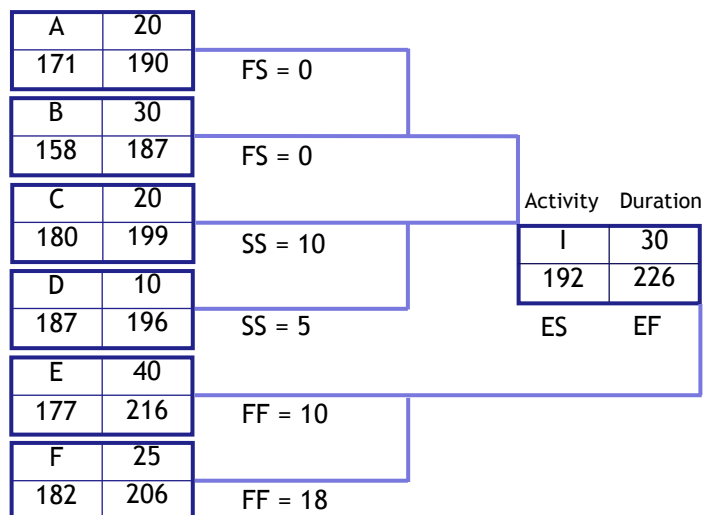 A 20
171 190
FS = 0
B 30
158 187
FS = 0
C 20
180 199
SS = 10
D 10
187 196
SS = 5
E 40
177 216
FF = 10
F 25
182 206
FF = 18
Activity Duration
I 30
192 226
ES EF